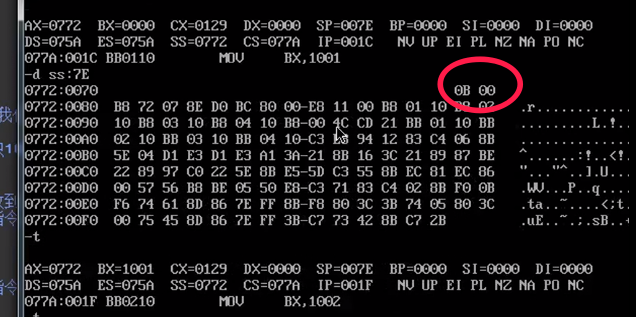 AX=0772 BX=0000 CX=0129 DX=0000 SP=007E BP=0000 SI=0000 DI=0000
DS=075A ES=075A SS=0772 CS=077A IP=001C NV UP EI PL NZ NA PO NC
077A:001C BB0110 MOV BX,1001
-d ss:7E
0772:0070 0B 00
0772:0080 B8 72 07 8E D0 BC 80 00-E8 11 00 B8 01 10 B8 02 .r..............
0772:0090 10 B8 03 10 B8 04 10 B8-00 4C CD 21 BB 01 10 BB .........L.!....
0772:00A0 02 10 BB 03 10 BB 04 10-C3 94 12 83 C4 06 8B
0772:00B0 5E 04 D1 E3 D1 E3 A1 3A-21 8B 16 3C 21 89 87 BE ^......:!..<!...
0772:00C0 22 89 97 C0 22 5E 8B E5-5D C3 55 8B EC 81 EC 86 "..."^..].U.....
0772:00D0 00 57 56 B8 BE 05 50 E8-C3 71 83 C4 02 8B F0 0B .WV...P..q......
0772:00E0 F6 74 61 8D 86 7E FF 8B-F8 80 3C 3B 74 05 80 3C .ta..~....<;t..<
0772:00F0 00 75 45 8D 86 7E FF 3B-C7 73 42 8B C7 2B .uE..~.;.sB..+
-t
AX=0772 BX=1001 CX=0129 DX=0000 SP=007E BP=0000 SI=0000 DI=0000
DS=075A ES=075A SS=0772 CS=077A IP=001F NV UP EI PL NZ NA PO NC
077A:001F BB0210 MOV BX,1002